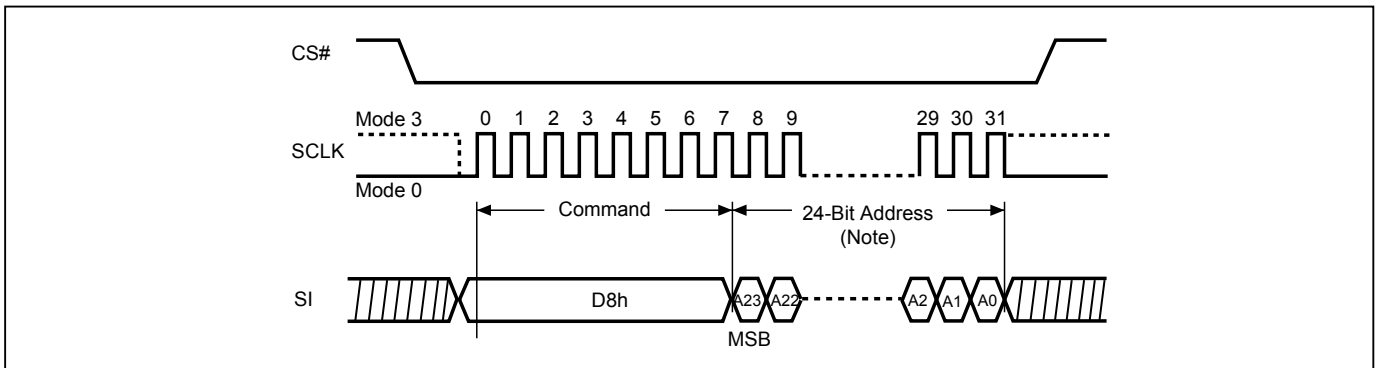 CS#
Mode 3
0 1 2 3 4 5 6 7 8 9 29 30 31
SCLK
Mode 0
Command
24-Bit Address
(Note)
SI
D8h
A23 A22
A2 A1 A0
MSB